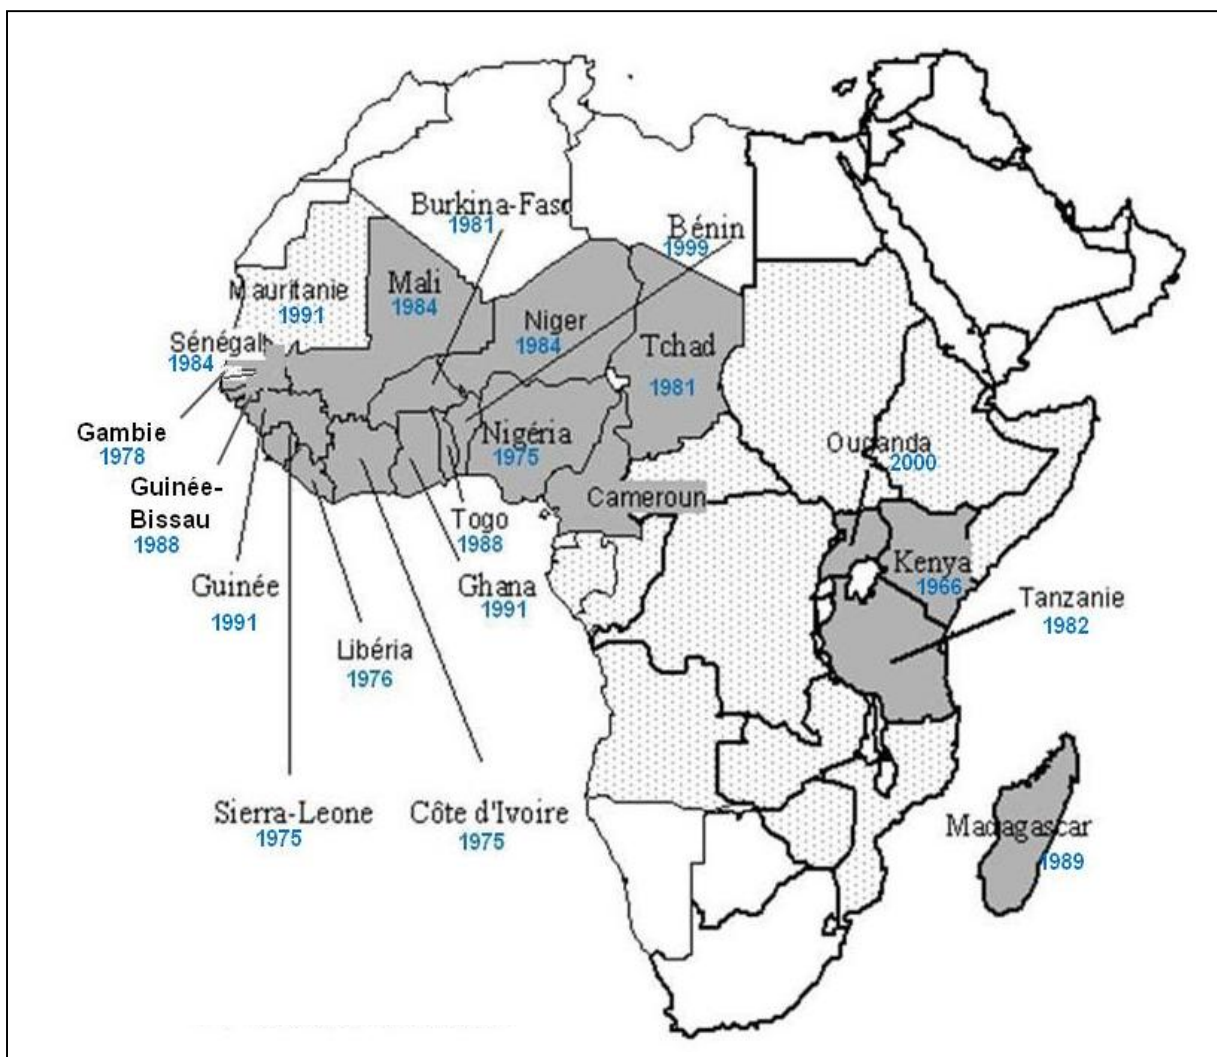 Burkina-Faso
1981
Bénin
1999
Mauritanie
1991
Mali
1984
Niger
1984
Tchad
1981
Sénégal
1984
Gambie
1978
Nigéria
1975
Ouganda
2000
Guinée-
Bissau
1988
Cameroun
Togo
1988
Kenya
1966
Guinée
1991
Ghana
1991
Tanzanie
1982
Libéria
1976
Sierra-Leone
1975
Côte d'Ivoire
1975
Madagascar
1989